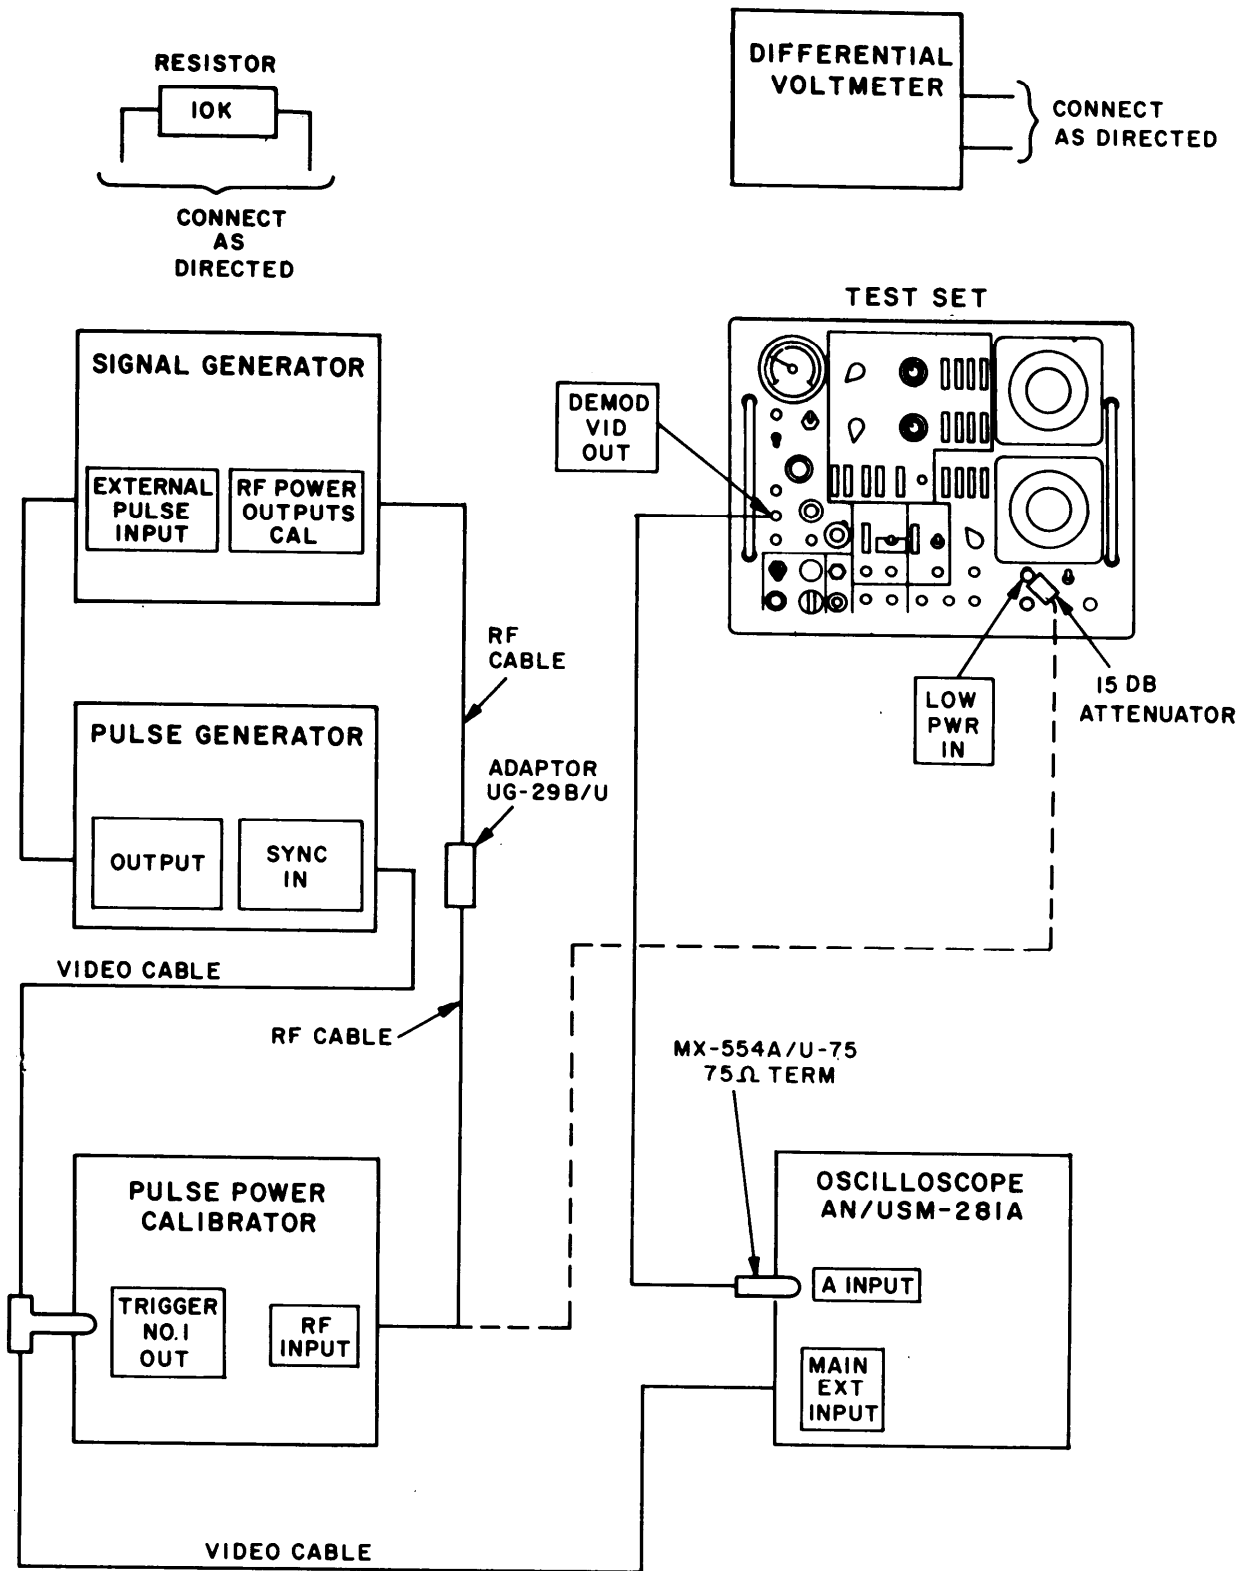 RESISTOR
10K
CONNECT
AS
DIRECTED
DIFFERENTIAL
VOLTMETER
CONNECT
AS DIRECTED
TEST SET
SIGNAL GENERATOR
EXTERNAL
PULSE
INPUT
RF POWER
OUTPUTS
CAL
DEMOD
VID
OUT
RF
CABLE
LOW
PWR
IN
15 DB
ATTENUATOR
PULSE GENERATOR
OUTPUT
SYNC
IN
ADAPTOR
UG-29B/U
VIDEO CABLE
RF CABLE
MX-554A/U-75
75Ω TERM
PULSE POWER
CALIBRATOR
TRIGGER
NO.1
OUT
RF
INPUT
OSCILLOSCOPE
AN/USM-281A
A INPUT
MAIN
EXT
INPUT
VIDEO CABLE